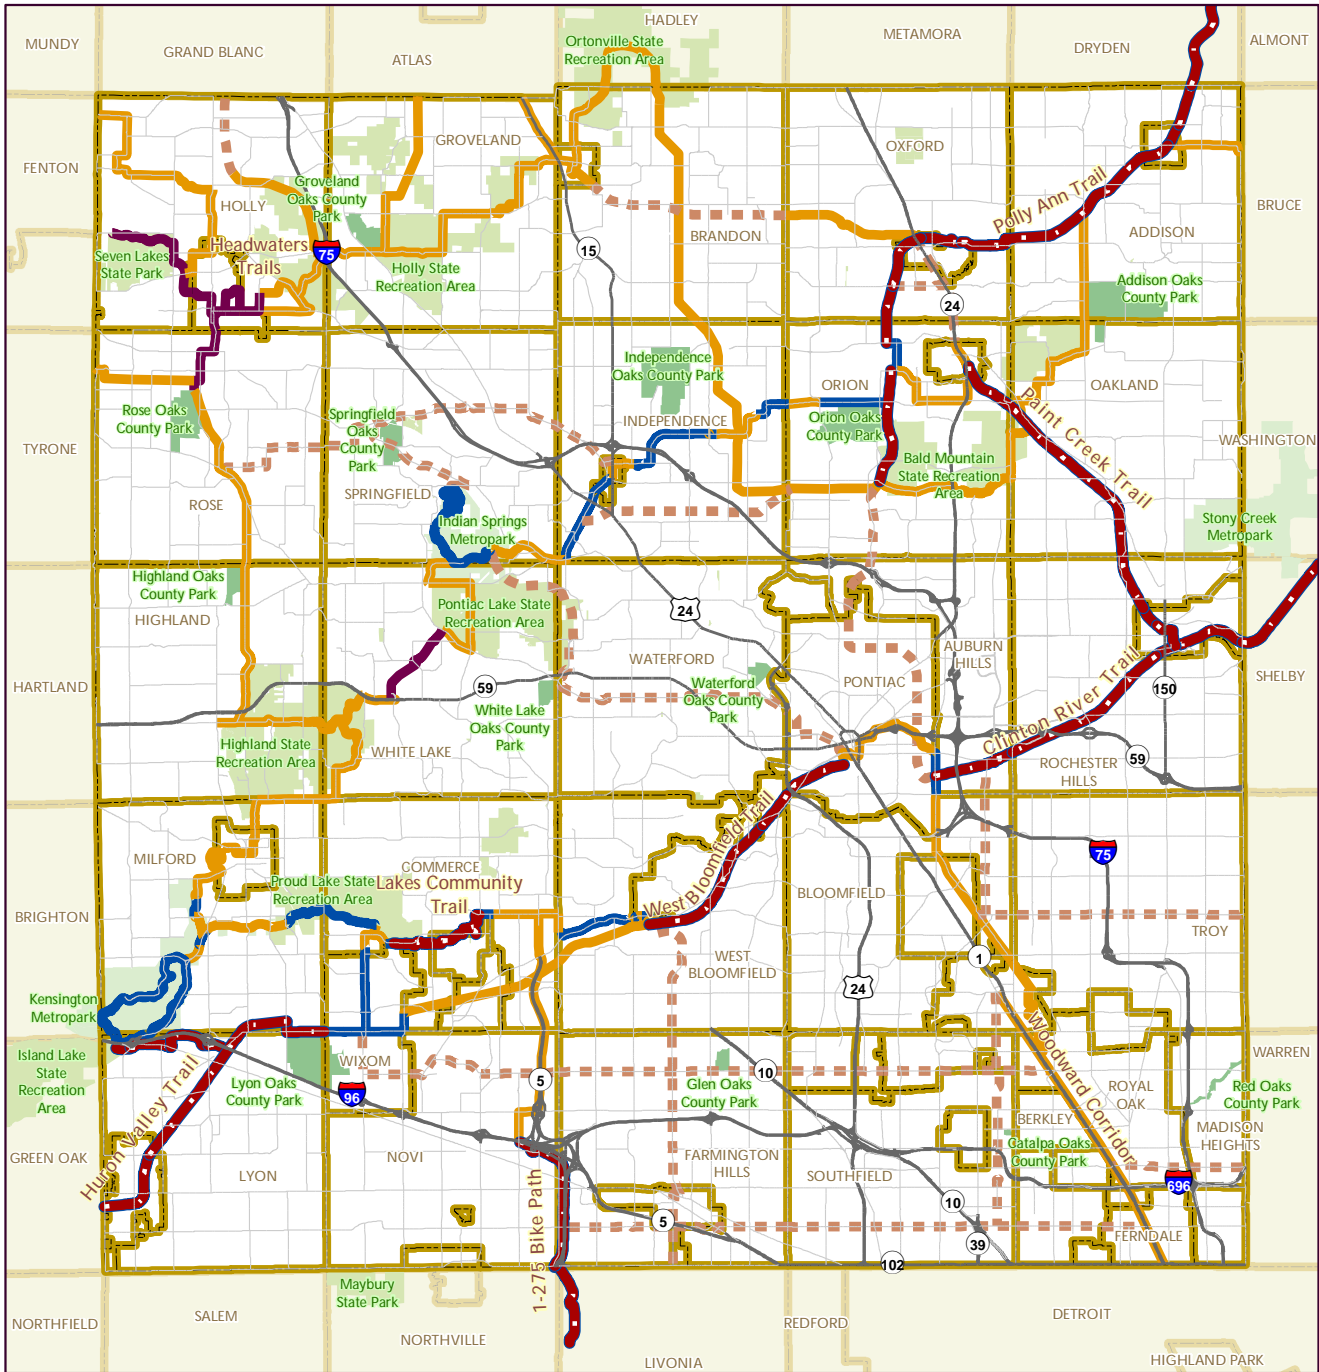 HADLEY
METAMORA
DRYDEN
ALMONT
MUNDY
GRAND BLANC
ATLAS
Ortonville State
Recreation Area
GROVELAND
OXFORD
FENTON
Groveland
Oaks County
Park
HOLLY
Headwaters
Trails
75
Seven Lakes
State Park
Holly State
Recreation Area
15
BRANDON
Polly Ann Trail
ADDISON
BRUCE
Addison Oaks
County Park
24
Independence
Oaks County Park
ORION
OAKLAND
Rose Oaks
County Park
Springfield
Oaks
County
Park
INDEPENDENCE
Orion Oaks
County Park
Paint Creek Trail
WASHINGTON
TYRONE
Bald Mountain
State Recreation
Area
SPRINGFIELD
ROSE
Indian Springs
Metropark
Stony Creek
Metropark
Highland Oaks
County Park
HIGHLAND
Pontiac Lake State
Recreation Area
24
WATERFORD
AUBURN
HILLS
HARTLAND
59
Waterford
Oaks County
Park
PONTIAC
SHELBY
150
White Lake
Oaks County
Park
Clinton River Trail
Highland State
Recreation Area
WHITE LAKE
ROCHESTER
HILLS
59
MILFORD
COMMERCE
75
Proud Lake State
Recreation Area
Lakes Community
Trail
West Bloomfield Trail
BLOOMFIELD
BRIGHTON
TROY
WEST
BLOOMFIELD
1
24
Kensington
Metropark
Island Lake
State
Recreation
Area
WIXOM
Woodward Corridor
WARREN
Huron Valley Trail
Lyon Oaks
County Park
96
5
Glen Oaks
County Park
10
ROYAL
OAK
Red Oaks
County Park
BERKLEY
MADISON
HEIGHTS
Catalpa Oaks
County Park
GREEN OAK
LYON
NOVI
FARMINGTON
HILLS
SOUTHFIELD
696
10
1-275 Bike Path
5
39
FERNDALE
102
Maybury
State Park
SALEM
NORTHFIELD
NORTHVILLE
REDFORD
DETROIT
LIVONIA
HIGHLAND PARK